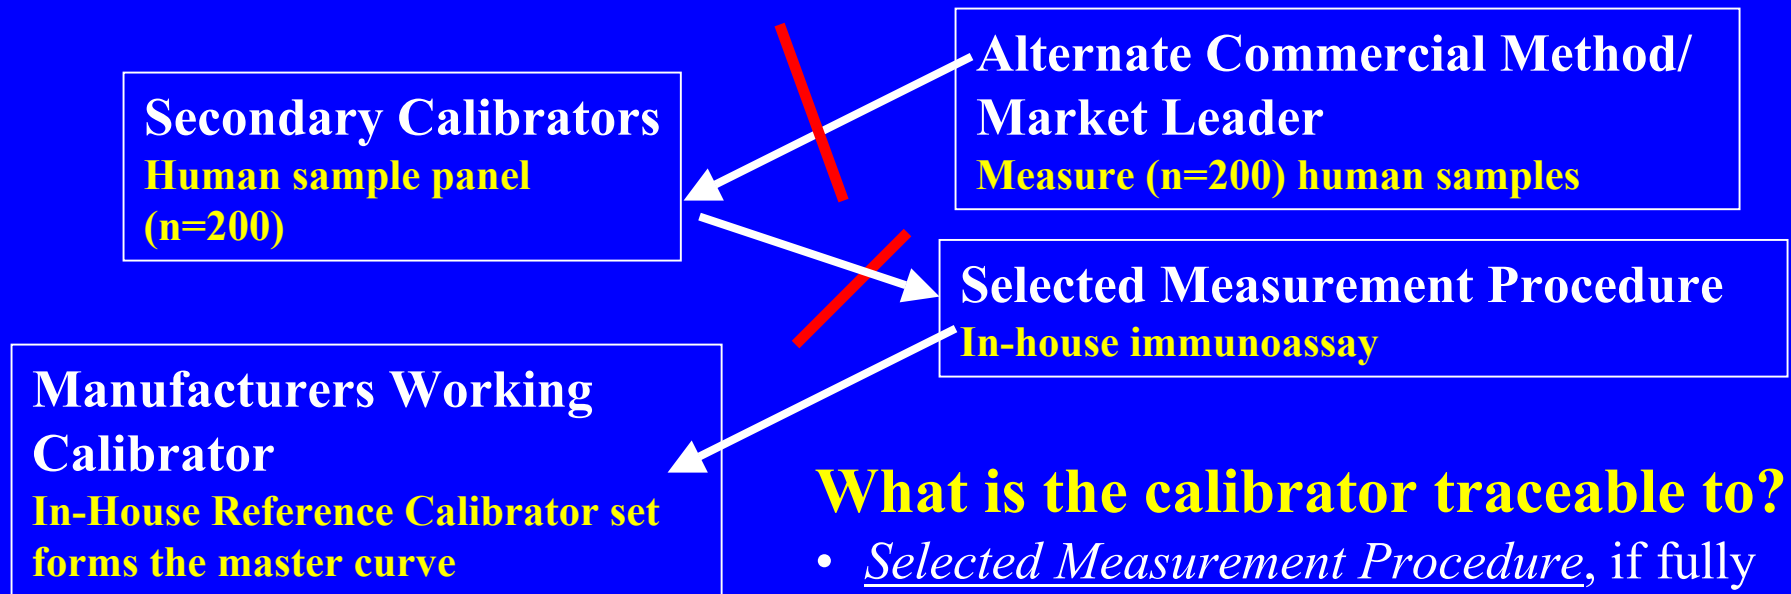 Secondary Calibrators
Human sample panel
(n=200)
Alternate Commercial Method/
Market Leader
Measure (n=200) human samples
Selected Measurement Procedure
In-house immunoassay
Manufacturers Working
Calibrator
In-House Reference Calibrator set
forms the master curve
What is the calibrator traceable to?
• Selected Measurement Procedure, if fully